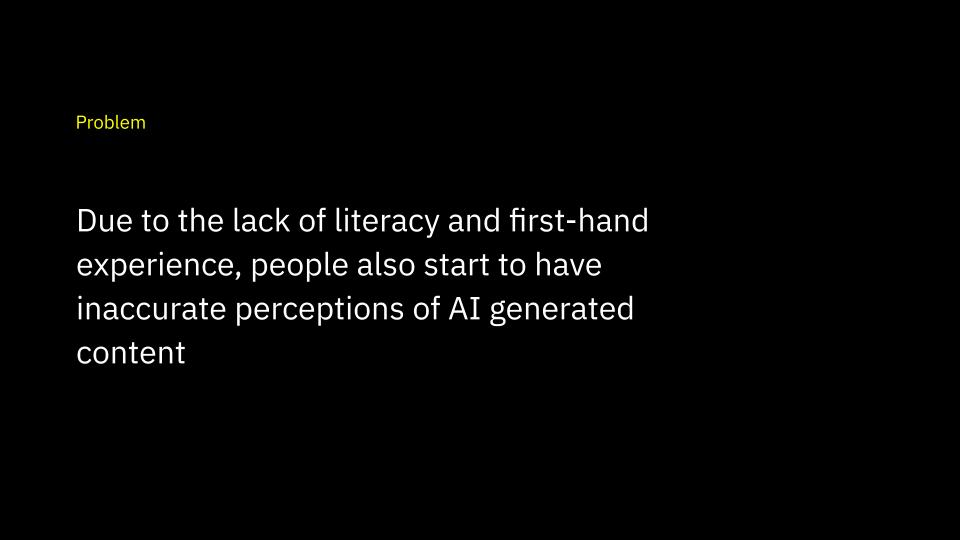 Problem
Due to the lack of literacy and first-hand
experience, people also start to have
inaccurate perceptions of AI generated
content